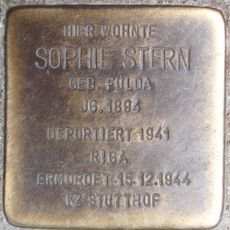 HIER WOHNTE
SOPHIE STERN
GEB. FULDA
JG. 1894
DEPORTIERT 1941
RIGA
ERMORDET 15.12.1944
KZ STUTTHOF